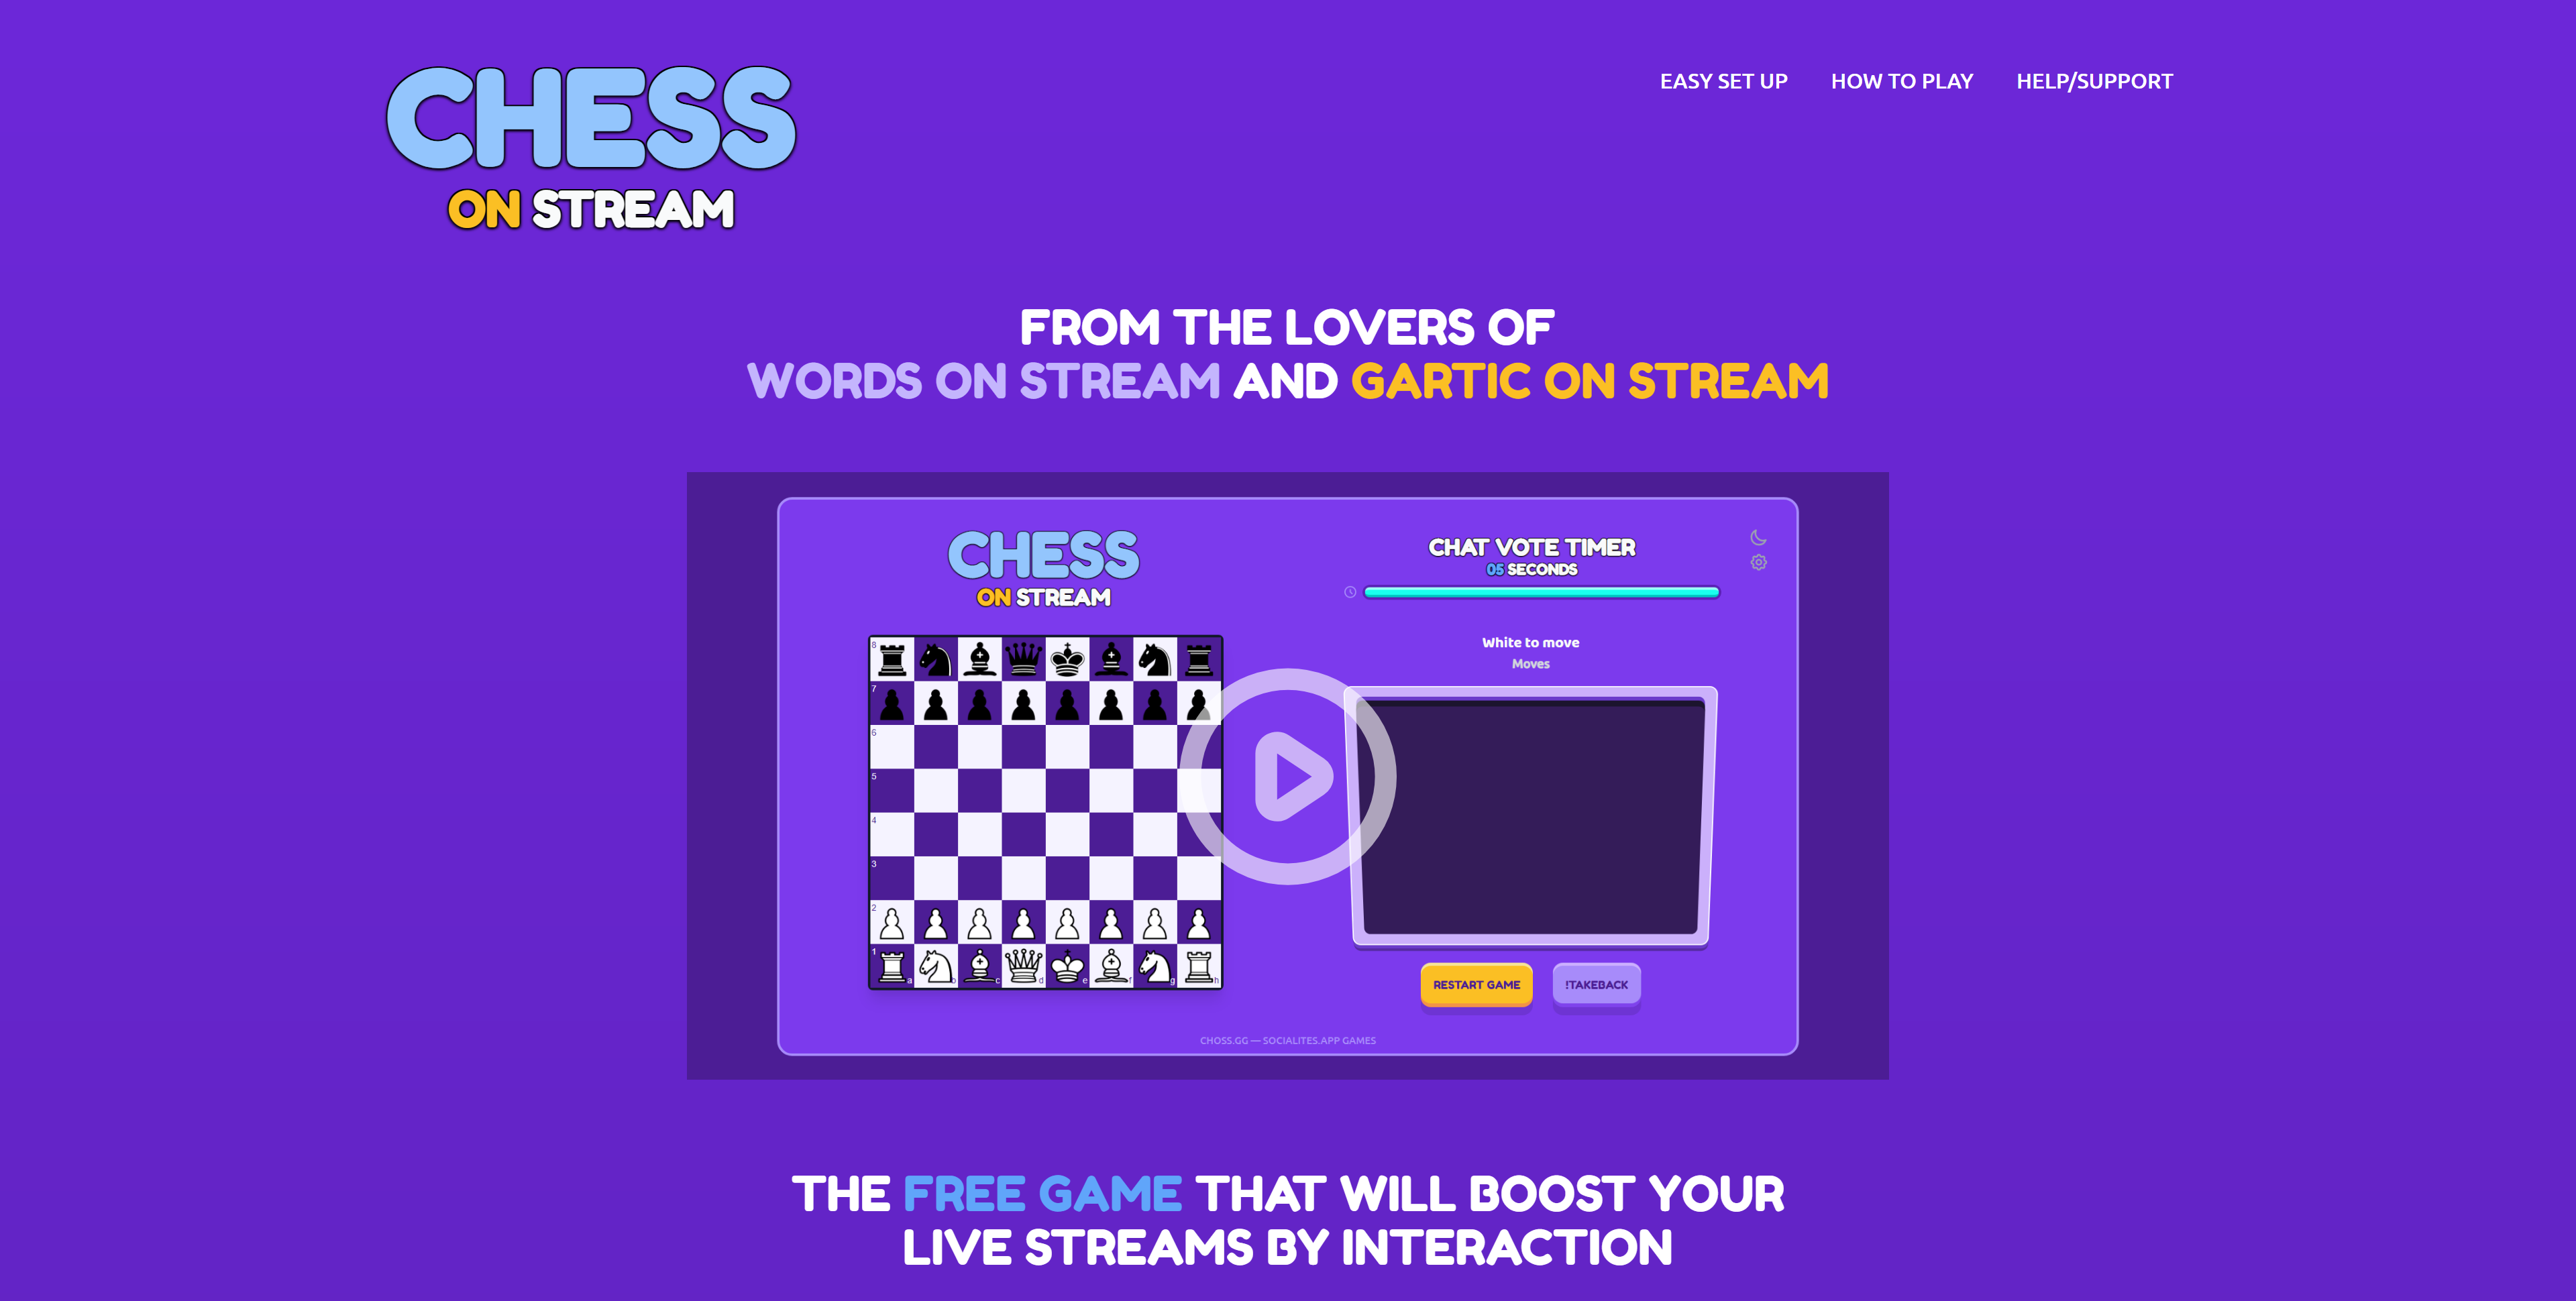 CHESS
ON STREAM
EASY SET UP
HOW TO PLAY
HELP/SUPPORT
FROM THE LOVERS OF
WORDS ON STREAM AND GARTIC ON STREAM
CHESS
ON STREAM
CHAT VOTE TIMER
05 SECONDS
White to move
Moves
8
7
6
5
4
3
2
1
a b c d e f g h
RESTART GAME
!TAKEBACK
CHOSS.GG — SOCIALITES.APP GAMES
THE FREE GAME THAT WILL BOOST YOUR
LIVE STREAMS BY INTERACTION